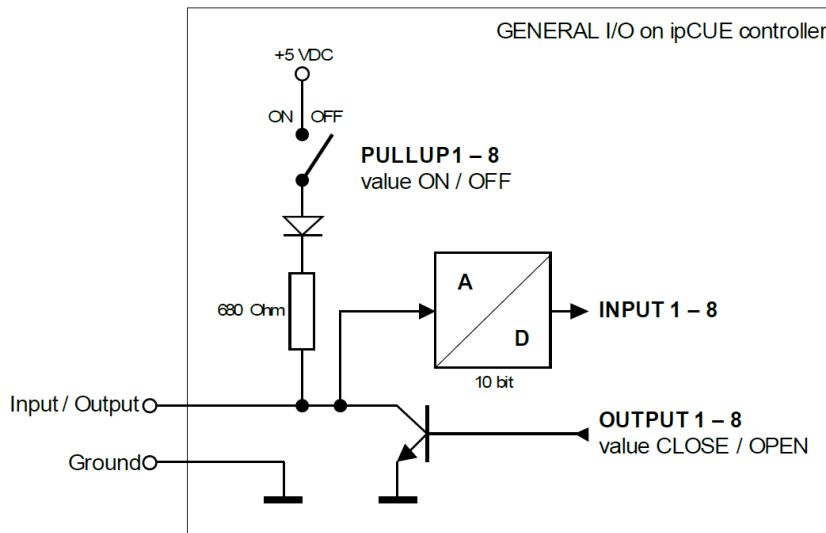 GENERAL I/O on ipCUE controller
+5 VDC
ON OFF
PULLUP1 – 8
value ON / OFF
A
680 Ohm
INPUT 1 – 8
D
10 bit
Input / Output
OUTPUT 1 – 8
value CLOSE / OPEN
Ground